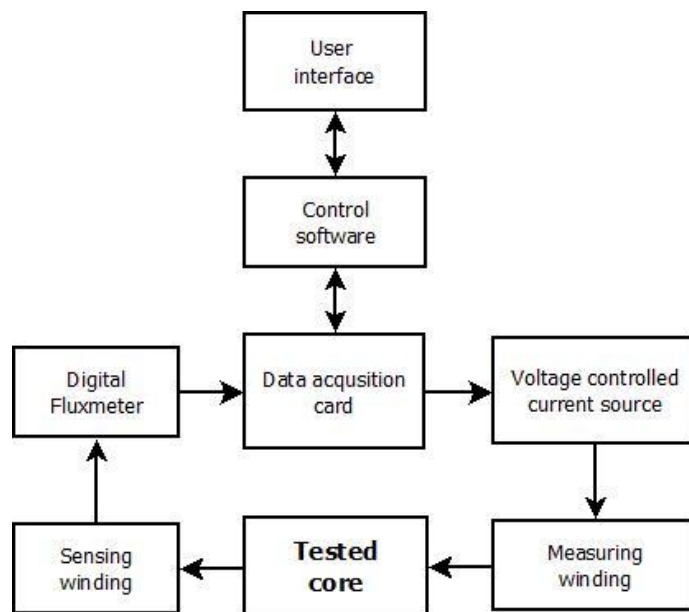 User
interface
Control
software
Digital
Fluxmeter
Data acqusition
card
Voltage controlled
current source
Sensing
winding
Tested
core
Measuring
winding